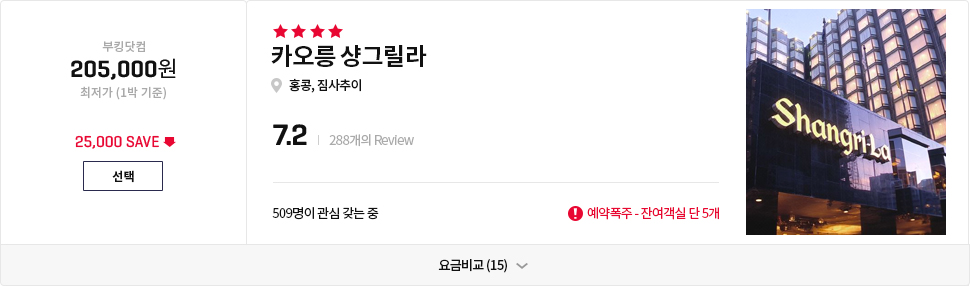 부킹닷컴
205,000원
최저가 (1박 기준)
25,000 SAVE
선택
카오룽 샹그릴라
홍콩, 짐사추이
7.2
288개의 Review
509명이 관심 갖는 중
예약폭주 - 잔여객실 단 5개
Shangri-La
요금비교 (15)